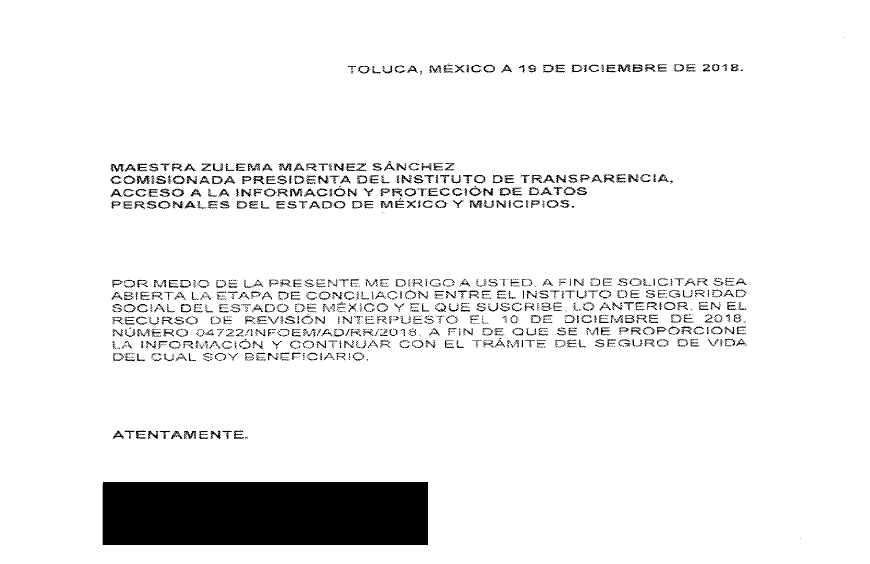 TOLUCA, MÉXICO A 19 DE DICIEMBRE DE 2018.
MAESTRA ZULEMA MARTÍNEZ SÁNCHEZ
COMISIONADA PRESIDENTA DEL INSTITUTO DE TRANSPARENCIA,
ACCESO A LA INFORMACIÓN Y PROTECCIÓN DE DATOS
PERSONALES DEL ESTADO DE MÉXICO Y MUNICIPIOS.
POR MEDIO DE LA PRESENTE ME DIRIGO A USTED, A FIN DE SOLICITAR SEA
ABIERTA LA ETAPA DE CONCILIACIÓN ENTRE EL INSTITUTO DE SEGURIDAD
SOCIAL DEL ESTADO DE MÉXICO Y EL QUE SUSCRIBE, LO ANTERIOR, EN EL
RECURSO DE REVISIÓN INTERPUESTO EL 10 DE DICIEMBRE DE 2018,
NÚMERO 04722/INFOEM/AD/RR/2018, A FIN DE QUE SE ME PROPORCIONE
LA INFORMACIÓN Y CONTINUAR CON EL TRÁMITE DEL SEGURO DE VIDA
DEL CUAL SOY BENEFICIARIO.
ATENTAMENTE.